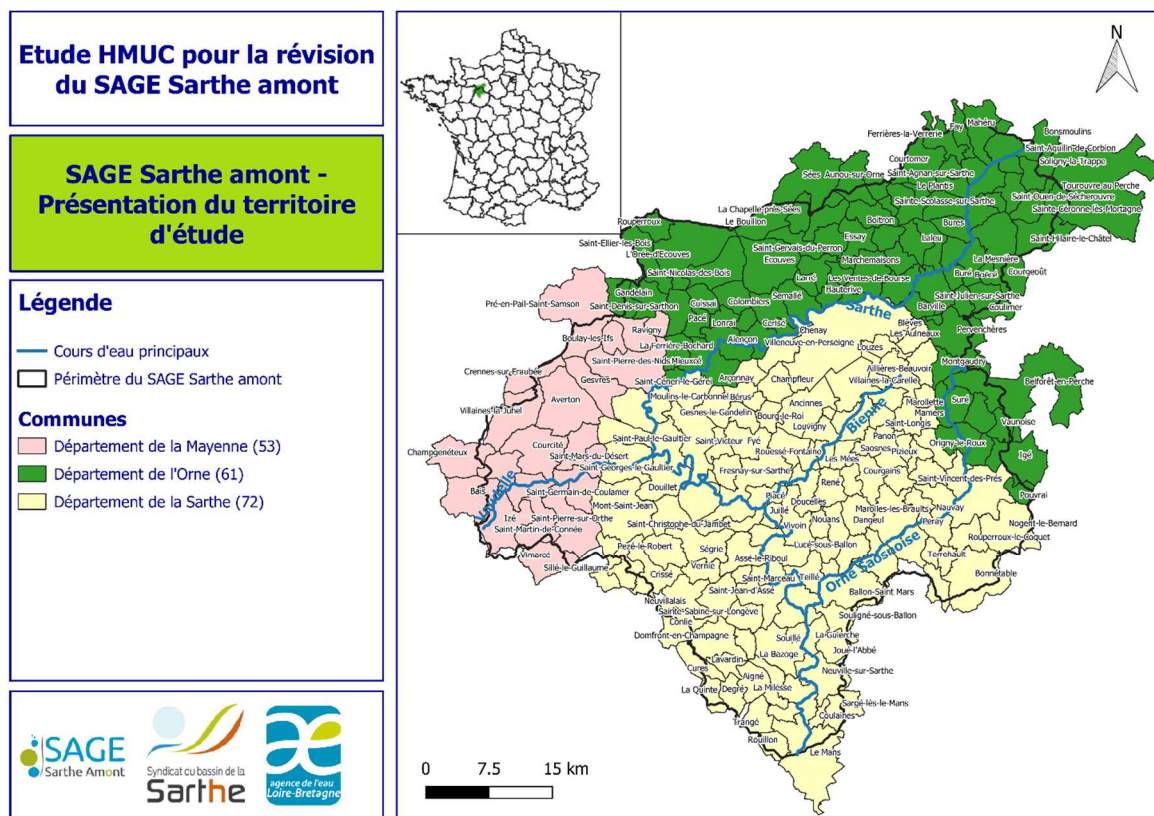 Etude HMUC pour la révision
du SAGE Sarthe amont
SAGE Sarthe amont -
Présentation du territoire
d'étude
Légende
Cours d'eau principaux
Périmètre du SAGE Sarthe amont
Communes
Département de la Mayenne (53)
Département de l'Orne (61)
Département de la Sarthe (72)
SAGE
Sarthe Amont
Syndicat du bassin de la
Sarthe
agence de l'eau
Loire-Bretagne
N
Mahéru
Fay
Ferrières-la-Verrerie
Bonsmoulins
Saint-Aquilin-de-Corbion
Soligny-la-Trappe
Courtomer
Saint-Agnan-sur-Sarthe
Sées
Aunou-sur-Orne
Le Plantis
Tourouvre au Perche
Saint-Ouen-de-Sècherouvre
Sainte-Scolasse-sur-Sarthe
Sainte-Céronne-lès-Mortagne
La Chapelle-près-Sées
Le Bouillon
Rouperroux
Boitron
Bures
Essay
Laleu
Saint-Hilaire-le-Châtel
Saint-Ellier-les-Bois
L'Orée-d'Ecouves
Saint-Gervais-du-Perron
Ecouves
Marchemaisons
La Mesnière
Saint-Nicolas-des-Bois
Larré
Les Ventes-de-Bourse
Buré
Boëcé
Courgeoût
Gandelain
Semallé
Hauterive
Saint-Julien-sur-Sarthe
Pré-en-Pail-Saint-Samson
Saint-Denis-sur-Sarthon
Cuissai
Colombiers
Sarthe
Barville
Coulimer
Pacé
Lonrai
Cerisé
Chenay
Blèves
Ravigny
Les Aulneaux
Pervenchères
Boulay-les-Ifs
La Ferrière-Bochard
Alençon
Villeneuve-en-Perseigne
Louzes
Saint-Pierre-des-Nids
Mieuxcé
Montgaudry
Crennes-sur-Fraubée
Aillières-Beauvoir
Gesvres
Saint-Céneri-le-Gérei
Arçonnay
Champfleur
Villaines-la-Carelle
Belforêt-en-Perche
Averton
Moulins-le-Carbonnel
Bérus
Ancinnes
Bienne
Marollette
Suré
Villaines-la-Juhel
Gesnes-le-Gandelin
Bourg-le-Roi
Mamers
Vaunoise
Louvigny
Saint-Longis
Courcité
Saint-Paul-le-Gaultier
Saint-Victeur
Fyé
Panon
Origny-le-Roux
Champgenéteux
Saint-Mars-du-Désert
Rouessé-Fontaine
Saosnes
Pizieux
Igé
Saint-Georges-le-Gaultier
Les Mées
Fresnay-sur-Sarthe
Courgains
Bais
Douillet
René
Saint-Vincent-des-Prés
Saint-Germain-de-Coulamer
Piacé
Doucelles
Pouvrai
Mont-Saint-Jean
Juillé
Marolles-les-Braults
Nauvay
Izé
Saint-Pierre-sur-Orthe
Saint-Christophe-du-Jambet
Vivoin
Nouans
Dangeul
Peray
Nogent-le-Bernard
Saint-Martin-de-Connée
Rouperroux-le-Coquet
Pezé-le-Robert
Ségrie
Lucé-sous-Ballon
Vimarcé
Assé-le-Riboul
Orne Saosnoise
Terrehault
Sillé-le-Guillaume
Crissé
Vernie
Saint-Marceau
Teillé
Bonnétable
Saint-Jean-d'Assé
Ballon-Saint Mars
Neuvillalais
Sainte-Sabine-sur-Longève
Souligné-sous-Ballon
Conlie
Domfront-en-Champagne
Souillé
La Guierche
Lavardin
La Bazoge
Joué-l'Abbé
Cures
Aigné
Neuville-sur-Sarthe
La Quinte
Degré
La Milesse
Sargé-lès-le-Mans
Trangé
Coulaines
Rouillon
Le Mans
0 7.5 15 km